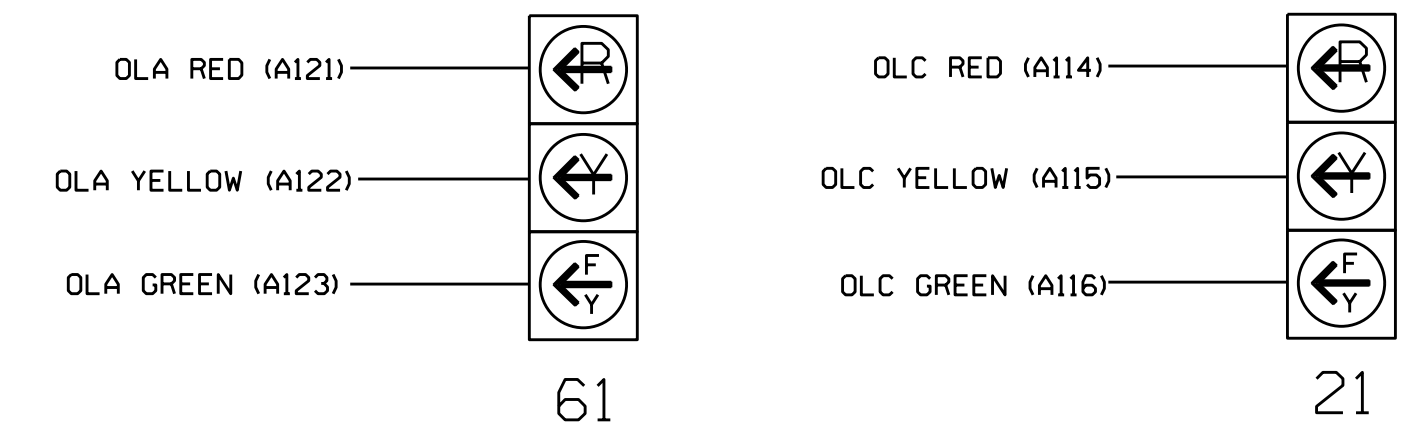 OLA RED (A121)
R
OLA YELLOW (A122)
Y
OLA GREEN (A123)
F
Y
61
OLC RED (A114)
R
OLC YELLOW (A115)
Y
OLC GREEN (A116)
F
Y
21